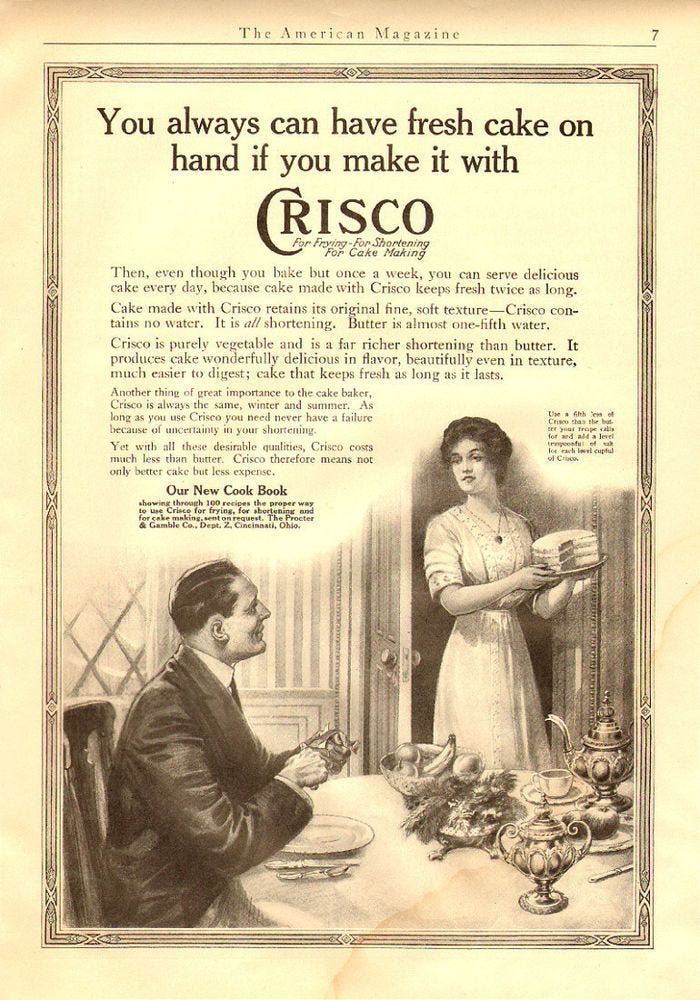 The American Magazine
7
You always can have fresh cake on
hand if you make it with
CRISCO
For Frying-For Shortening
For Cake Making
Then, even though you bake but once a week, you can serve delicious
cake every day, because cake made with Crisco keeps fresh twice as long.
Cake made with Crisco retains its original fine, soft texture—Crisco con-
tains no water. It is all shortening. Butter is almost one-fifth water.
Crisco is purely vegetable and is a far richer shortening than butter. It
produces cake wonderfully delicious in flavor, beautifully even in texture,
much easier to digest; cake that keeps fresh as long as it lasts.
Another thing of great importance to the cake baker,
Crisco is always the same, winter and summer. As
long as you use Crisco you need never have a failure
because of uncertainty in your shortening.
Yet with all these desirable qualities, Crisco costs
much less than butter. Crisco therefore means not
only better cake but less expense.
Our New Cook Book
showing through 100 recipes the proper way
to use Crisco for frying, for shortening and
for cake making, sent on request. The Procter
& Gamble Co., Dept. Z, Cincinnati, Ohio.
Use a fifth less of
Crisco than the but-
ter your recipe calls
for and add a level
teaspoonful of salt
for each level cupful
of Crisco.